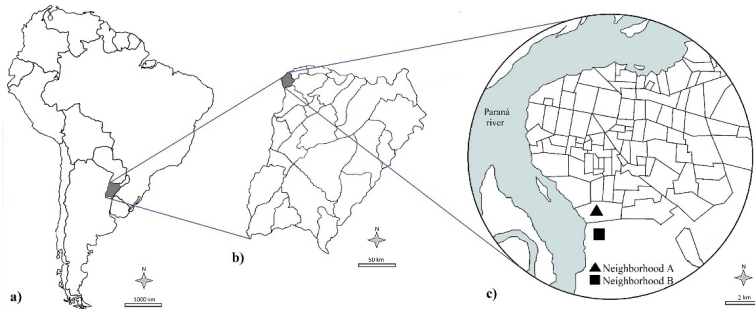 a)
N
1000 km
b)
N
50 km
Paraná
river
Neighborhood A
Neighborhood B
c)
N
2 km